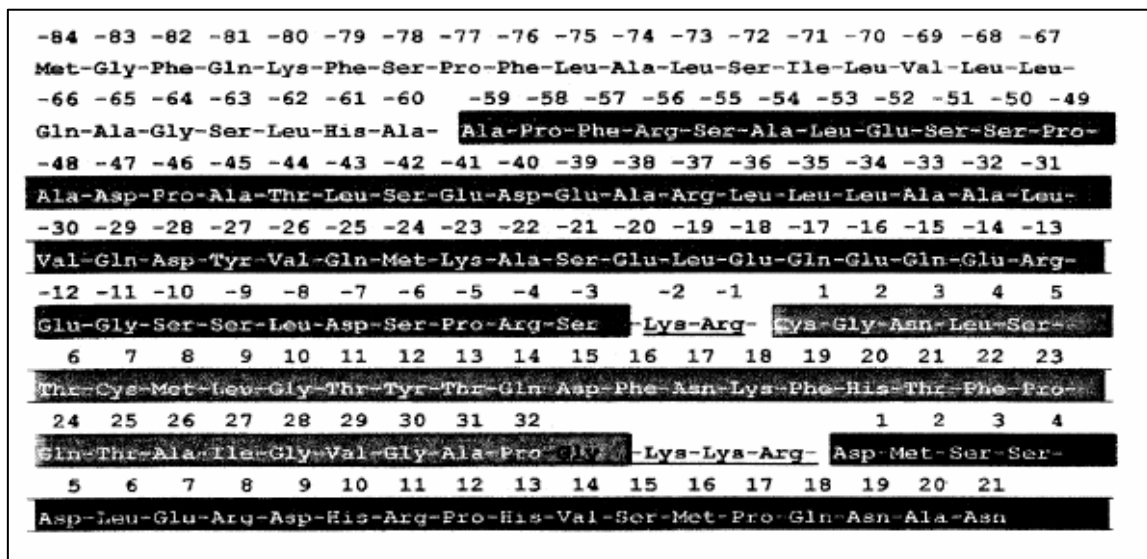 -84 -83 -82 -81 -80 -79 -78 -77 -76 -75 -74 -73 -72 -71 -70 -69 -68 -67
Met-Gly-Phe-Gln-Lys-Phe-Ser-Pro-Phe-Leu-Ala-Leu-Ser-Ile-Leu-Val-Leu-Leu-
-66 -65 -64 -63 -62 -61 -60 -59 -58 -57 -56 -55 -54 -53 -52 -51 -50 -49
Gln-Ala-Gly-Ser-Leu-His-Ala- Ala-Pro-Phe-Arg-Ser-Ala-Leu-Glu-Ser-Ser-Pro-
-48 -47 -46 -45 -44 -43 -42 -41 -40 -39 -38 -37 -36 -35 -34 -33 -32 -31
Ala-Asp-Pro-Ala-Thr-Leu-Ser-Glu-Asp-Glu-Ala-Arg-Leu-Leu-Leu-Ala-Ala-Leu-
-30 -29 -28 -27 -26 -25 -24 -23 -22 -21 -20 -19 -18 -17 -16 -15 -14 -13
Val-Gln-Asp-Tyr-Val-Gln-Met-Lys-Ala-Ser-Glu-Leu-Glu-Gln-Glu-Gln-Glu-Arg-
-12 -11 -10 -9 -8 -7 -6 -5 -4 -3 -2 -1 1 2 3 4 5
Glu-Gly-Ser-Ser-Leu-Asp-Ser-Pro-Arg-Ser -Lys-Arg- Cys-Gly-Asn-Leu-Ser-
6 7 8 9 10 11 12 13 14 15 16 17 18 19 20 21 22 23
Thr-Cys-Met-Leu-Gly-Thr-Tyr-Thr-Gln Asp-Phe-Asn-Lys-Phe-His-Thr-Phe-Pro-
24 25 26 27 28 29 30 31 32 1 2 3 4
Gln-Thr-Ala-Ile-Gly-Val-Gly-Ala-Pro Gly -Lys-Lys-Arg- Asp-Met-Ser-Ser-
5 6 7 8 9 10 11 12 13 14 15 16 17 18 19 20 21
Asp-Leu-Glu-Arg-Asp-His-Arg-Pro-His-Val-Ser-Met-Pro-Gln-Asn-Ala-Asn